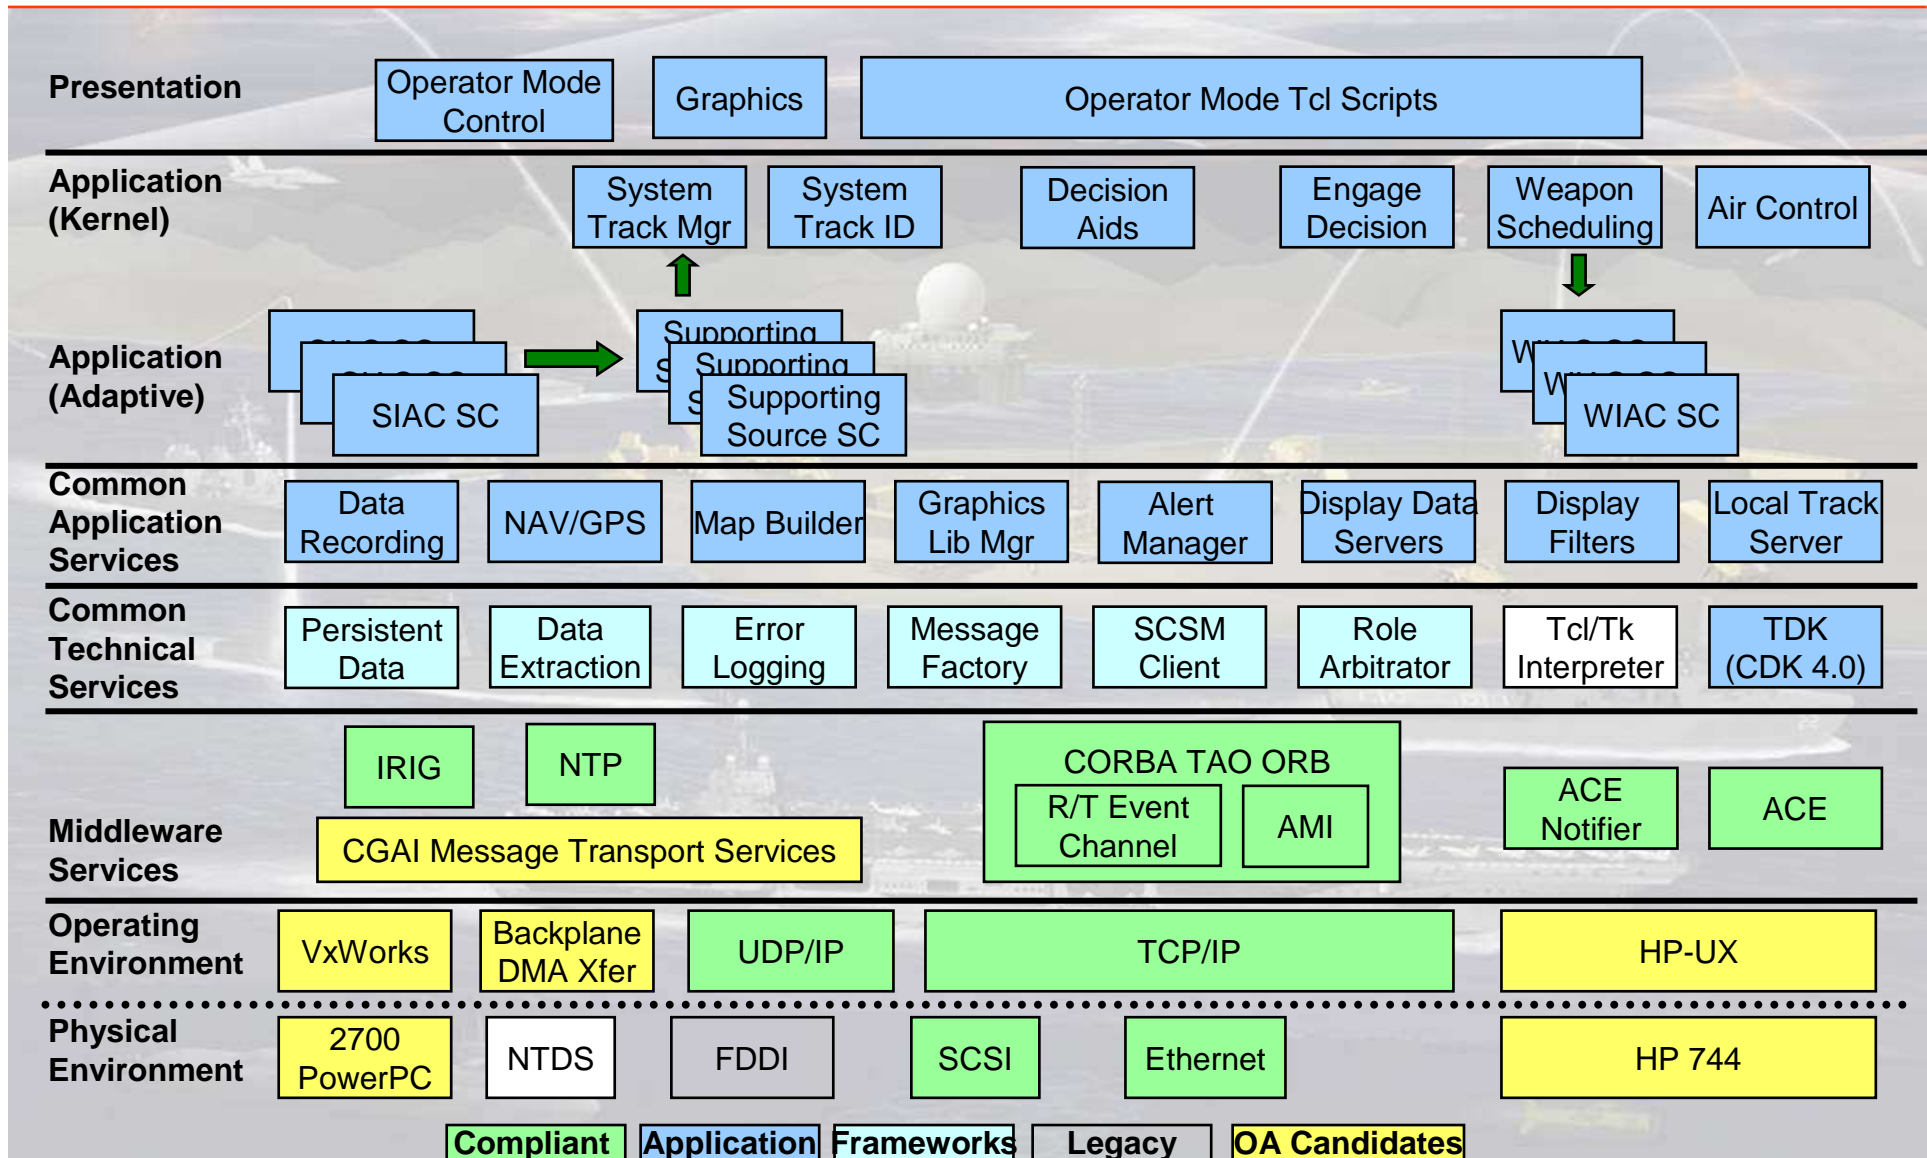 Presentation
Operator Mode
Control
Graphics
Operator Mode Tcl Scripts
Application
(Kernel)
System
Track Mgr
System
Track ID
Decision
Aids
Engage
Decision
Weapon
Scheduling
Air Control
Application
(Adaptive)
SIAC SC
Supporting
Supporting
Supporting
Source SC
WIAC SC
Common
Application
Services
Data
Recording
NAV/GPS
Map Builder
Graphics
Lib Mgr
Alert
Manager
Display Data
Servers
Display
Filters
Local Track
Server
Common
Technical
Services
Persistent
Data
Data
Extraction
Error
Logging
Message
Factory
SCSM
Client
Role
Arbitrator
Tcl/Tk
Interpreter
TDK
(CDK 4.0)
Middleware
Services
IRIG
NTP
CGAI Message Transport Services
CORBA TAO ORB
R/T Event
Channel
AMI
ACE
Notifier
ACE
Operating
Environment
VxWorks
Backplane
DMA Xfer
UDP/IP
TCP/IP
HP-UX
Physical
Environment
2700
PowerPC
NTDS
FDDI
SCSI
Ethernet
HP 744
Compliant
Application
Frameworks
Legacy
OA Candidates